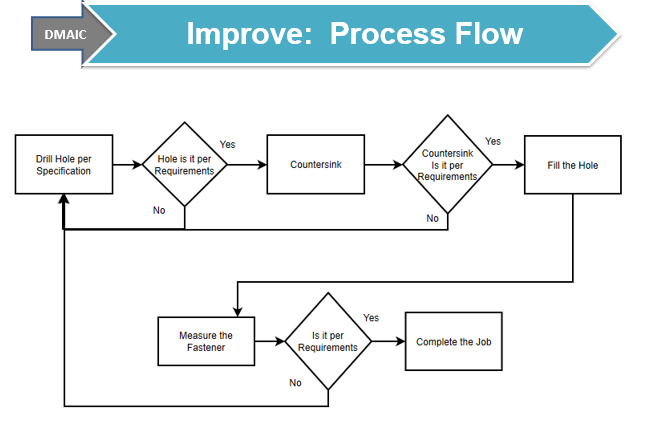 DMAIC
Improve:  Process Flow
Drill Hole per
Specification
Hole is it per
Requirements
Yes
No
Countersink
Countersink
Is it per
Requirements
Yes
No
Fill the Hole
Measure the
Fastener
Is it per
Requirements
Yes
No
Complete the Job